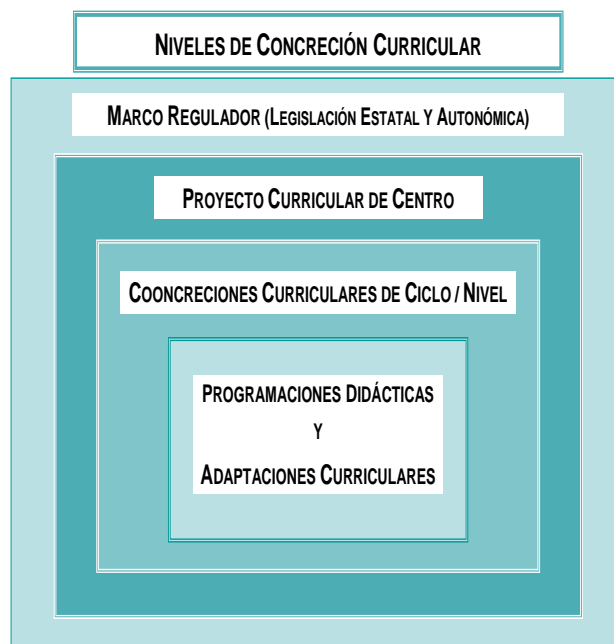 NIVELES DE CONCRECIÓN CURRICULAR
MARCO REGULADOR (LEGISLACIÓN ESTATAL Y AUTONÓMICA)
PROYECTO CURRICULAR DE CENTRO
COONCRECIONES CURRICULARES DE CICLO / NIVEL
PROGRAMACIONES DIDÁCTICAS
Y
ADAPTACIONES CURRICULARES